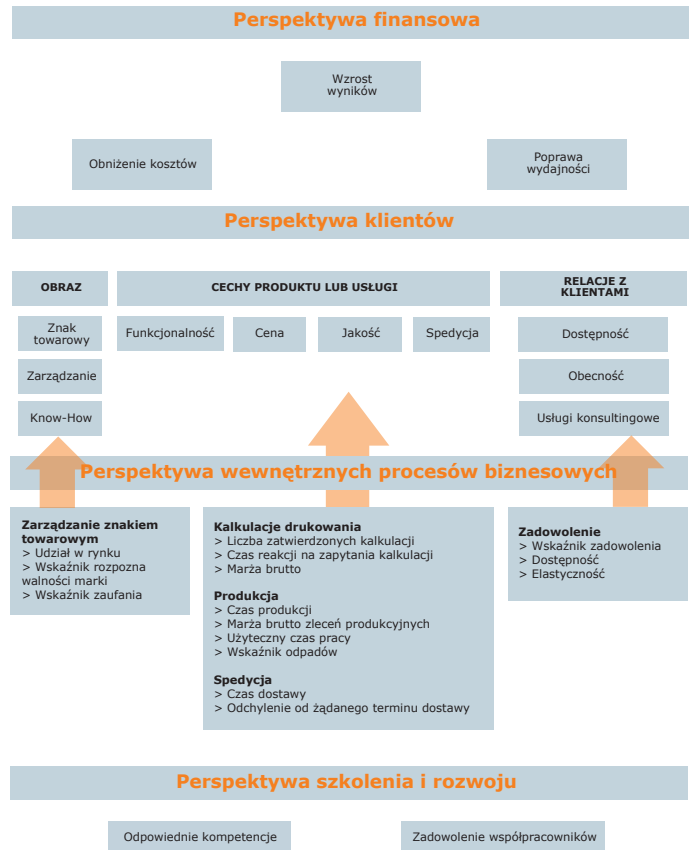 Perspektywa finansowa
Wzrost
wyników
Obniżenie kosztów
Poprawa
wydajności
Perspektywa klientów
OBRAZ
CECHY PRODUKTU LUB USŁUGI
RELACJE Z
KLIENTAMI
Znak
towarowy
Funkcjonalność
Cena
Jakość
Spedycja
Dostępność
Zarządzanie
Obecność
Know-How
Usługi konsultingowe
Perspektywa wewnętrznych procesów biznesowych
Zarządzanie znakiem
towarowym
> Udział w rynku
> Wskaźnik rozpozna
walności marki
> Wskaźnik zaufania
Kalkulacje drukowania
> Liczba zatwierdzonych kalkulacji
> Czas reakcji na zapytania kalkulacji
> Marża brutto
Produkcja
> Czas produkcji
> Marża brutto zleceń produkcyjnych
> Użyteczny czas pracy
> Wskaźnik odpadów
Spedycja
> Czas dostawy
> Odchylenie od żądanego terminu dostawy
Zadowolenie
> Wskaźnik zadowolenia
> Dostępność
> Elastyczność
Perspektywa szkolenia i rozwoju
Odpowiednie kompetencje
Zadowolenie współpracowników